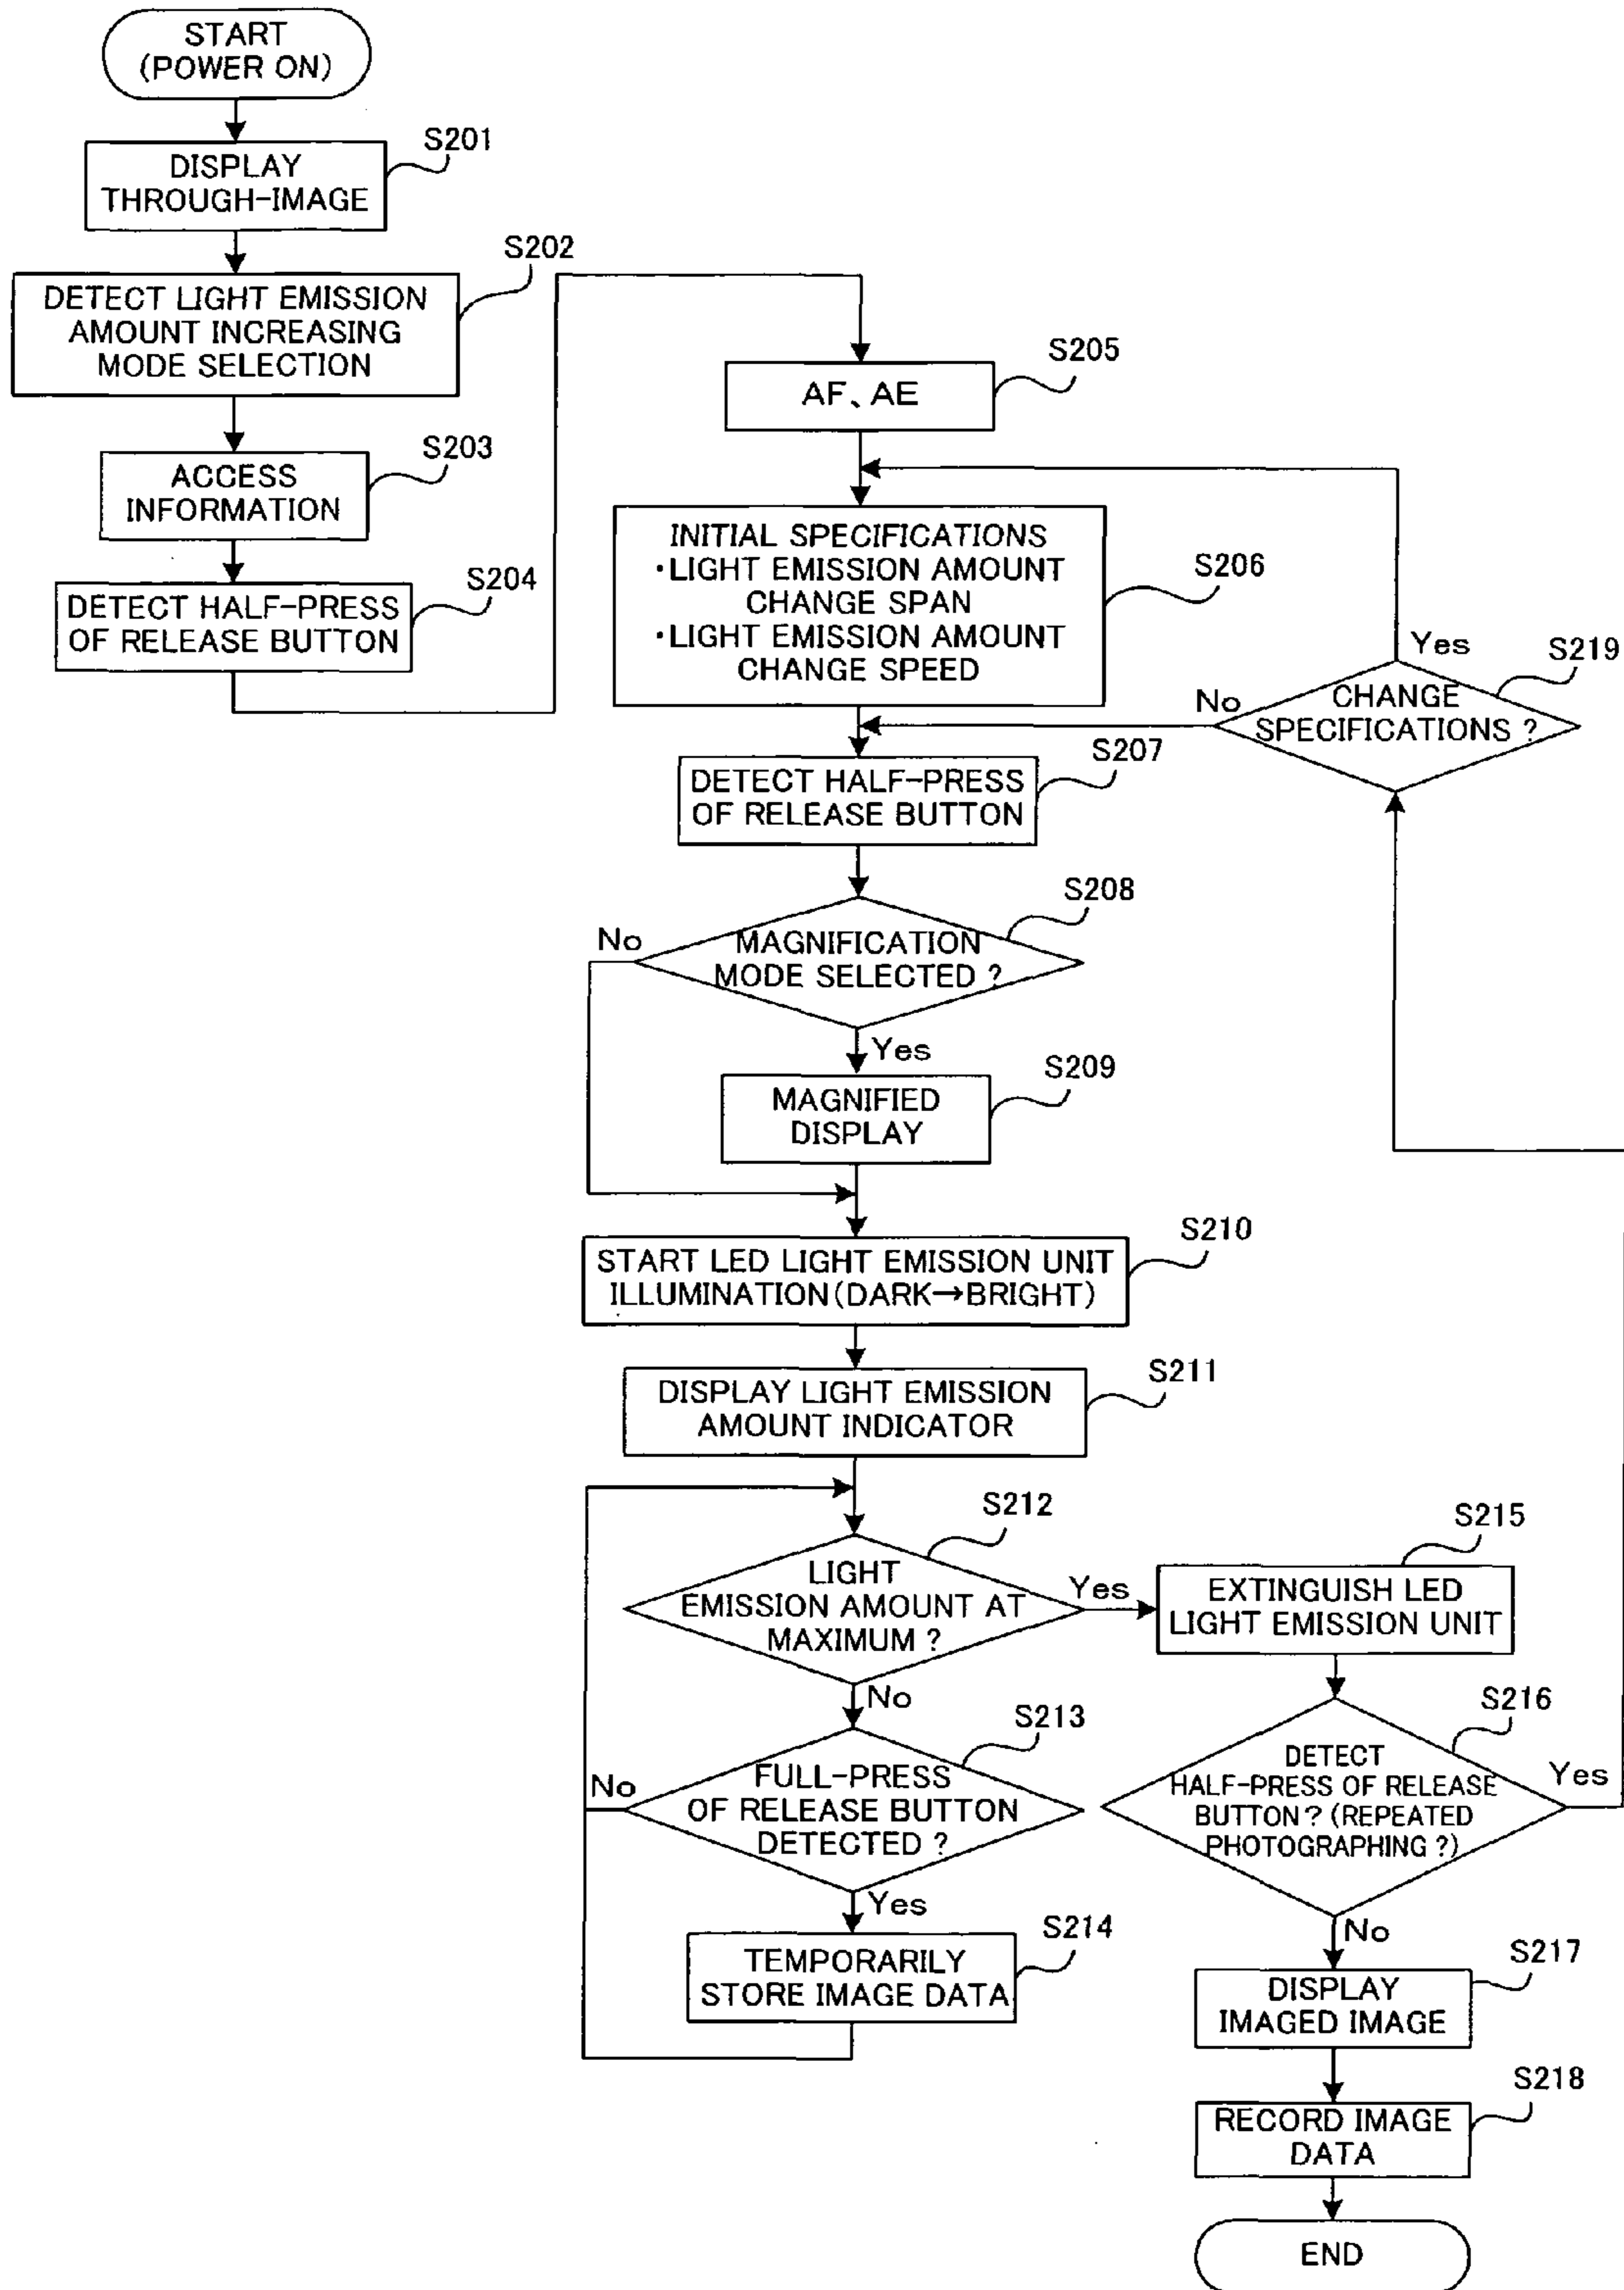 START
(POWER ON)
S201
DISPLAY
THROUGH-IMAGE
S202
DETECT LIGHT EMISSION
AMOUNT INCREASING
MODE SELECTION
S203
ACCESS
INFORMATION
S204
DETECT HALF-PRESS
OF RELEASE BUTTON
S205
AF、AE
S206
INITIAL SPECIFICATIONS
・LIGHT EMISSION AMOUNT
CHANGE SPAN
・LIGHT EMISSION AMOUNT
CHANGE SPEED
Yes
S219
No
CHANGE
SPECIFICATIONS ?
S207
DETECT HALF-PRESS
OF RELEASE BUTTON
S208
No
MAGNIFICATION
MODE SELECTED ?
Yes
S209
MAGNIFIED
DISPLAY
S210
START LED LIGHT EMISSION UNIT
ILLUMINATION(DARK→BRIGHT)
S211
DISPLAY LIGHT EMISSION
AMOUNT INDICATOR
S212
LIGHT
EMISSION AMOUNT AT
MAXIMUM ?
Yes
No
S213
FULL-PRESS
OF RELEASE BUTTON
DETECTED ?
No
Yes
S214
TEMPORARILY
STORE IMAGE DATA
S215
EXTINGUISH LED
LIGHT EMISSION UNIT
S216
DETECT
HALF-PRESS OF RELEASE
BUTTON? (REPEATED
PHOTOGRAPHING ?)
Yes
No
S217
DISPLAY
IMAGED IMAGE
S218
RECORD IMAGE
DATA
END